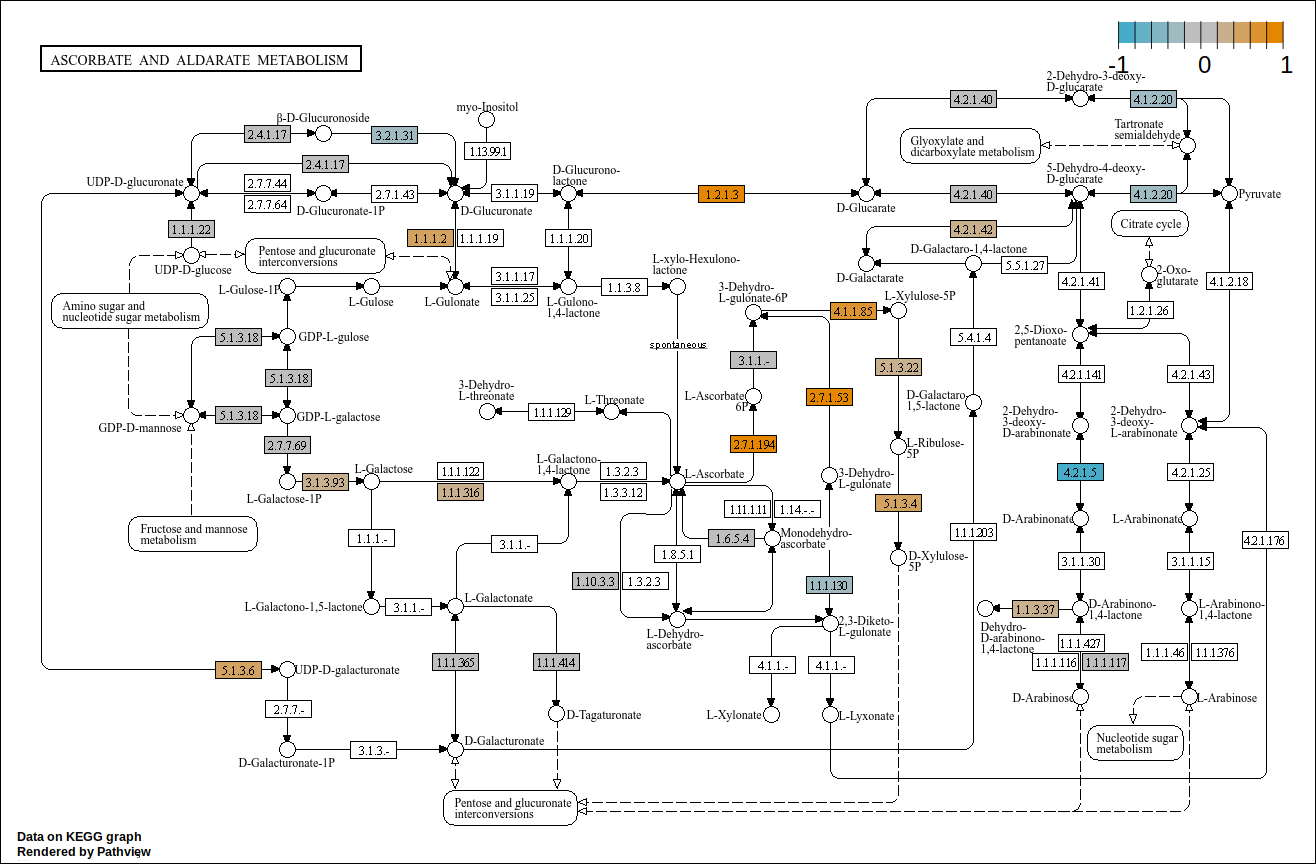 -1
0
1
ASCORBATE AND ALDARATE METABOLISM
2-Dehydro-3-deoxy-
D-glucarate
4.2.1.40
4.1.2.20
myo-Inositol
β-D-Glucuronoside
2.4.1.17
3.2.1.31
1.13.99.1
Glyoxylate and
dicarboxylate metabolism
Tartronate
semialdehyde
2.4.1.17
UDP-D-glucuronate
2.7.7.44
2.7.7.64
D-Glucuronate-1P
2.7.1.43
D-Glucuronate
3.1.1.19
D-Glucurono-
lactone
1.2.1.3
D-Glucarate
4.2.1.40
5-Dehydro-4-deoxy-
D-glucarate
4.1.2.20
Pyruvate
1.1.1.22
UDP-D-glucose
Pentose and glucuronate
interconversions
1.1.1.2
1.1.1.19
1.1.1.20
4.2.1.42
D-Galactaro-1,4-lactone
D-Galactarate
5.5.1.27
Citrate cycle
2-Oxo-
glutarate
4.2.1.41
4.1.2.18
1.2.1.26
Amino sugar and
nucleotide sugar metabolism
L-Gulose-1P
L-Gulose
L-Gulonate
3.1.1.17
3.1.1.25
L-Gulono-
1,4-lactone
1.1.3.8
L-xylo-Hexulono-
lactone
3-Dehydro-
L-gulonate-6P
4.1.1.85
L-Xylulose-5P
5.1.3.18
GDP-L-gulose
spontaneous
5.4.1.4
2,5-Dioxo-
pentanoate
3.1.1.-
5.1.3.22
5.1.3.18
4.2.1.141
4.2.1.43
3-Dehydro-
L-threonate
1.1.1.129
L-Threonate
L-Ascorbate
6P
2.7.1.53
D-Galactaro
1,5-lactone
GDP-D-mannose
5.1.3.18
GDP-L-galactose
2-Dehydro-
3-deoxy-
D-arabinonate
2-Dehydro-
3-deoxy-
L-arabinonate
2.7.7.69
2.7.1.194
L-Ribulose-
5P
L-Galactose-1P
3.1.3.93
L-Galactose
1.1.1.122
1.1.1.316
L-Galactono-
1,4-lactone
1.3.2.3
1.3.3.12
L-Ascorbate
3-Dehydro-
L-gulonate
4.2.1.5
4.2.1.25
5.1.3.4
1.11.1.11
1.14.-.-
Fructose and mannose
metabolism
1.1.1.-
3.1.1.-
1.6.5.4
Monodehydro-
ascorbate
D-Arabinonate
L-Arabinonate
1.1.1.203
4.2.1.176
1.8.5.1
D-Xylulose-
5P
3.1.1.30
3.1.1.15
1.10.3.3
1.3.2.3
1.1.1.130
L-Galactono-1,5-lactone
3.1.1.-
L-Galactonate
1.1.3.37
D-Arabinono-
1,4-lactone
L-Arabinono-
1,4-lactone
L-Dehydro-
ascorbate
2,3-Diketo-
L-gulonate
Dehydro-
D-arabinono-
1,4-lactone
1.1.1.427
1.1.1.116
1.1.1.117
1.1.1.46
1.1.1.376
5.1.3.6
UDP-D-galacturonate
1.1.1.365
1.1.1.414
4.1.1.-
4.1.1.-
D-Arabinose
L-Arabinose
2.7.7.-
D-Tagaturonate
L-Xylonate
L-Lyxonate
Nucleotide sugar
metabolism
D-Galacturonate-1P
3.1.3.-
D-Galacturonate
Pentose and glucuronate
interconversions
Data on KEGG graph
Rendered by Pathview